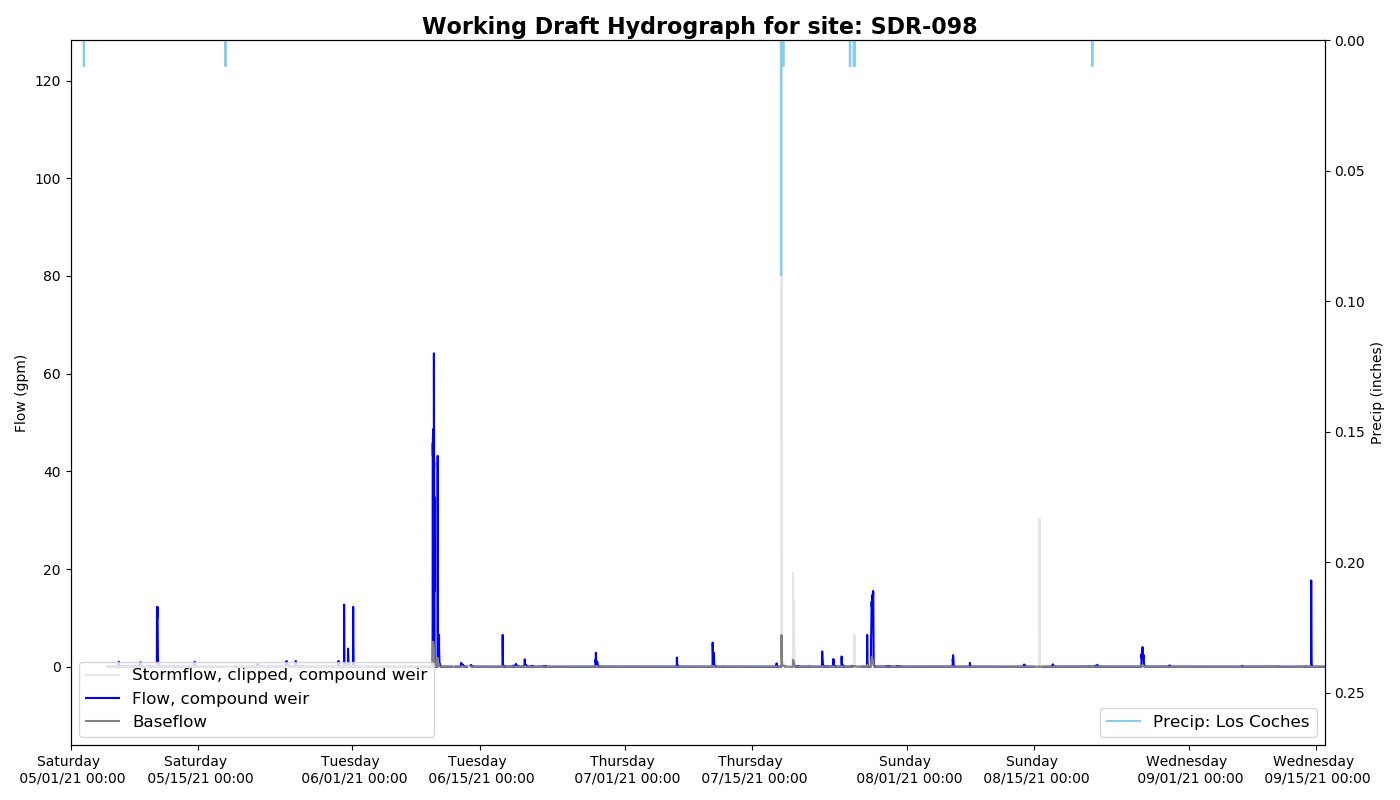 Working Draft Hydrograph for site: SDR-098
120
100
80
60
40
20
0
Flow (gpm)
0.00
0.05
0.10
0.15
0.20
0.25
Precip (inches)
Stormflow, clipped, compound weir
Flow, compound weir
Baseflow
Precip: Los Coches
Saturday
05/01/21 00:00
Saturday
05/15/21 00:00
Tuesday
06/01/21 00:00
Tuesday
06/15/21 00:00
Thursday
07/01/21 00:00
Thursday
07/15/21 00:00
Sunday
08/01/21 00:00
Sunday
08/15/21 00:00
Wednesday
09/01/21 00:00
Wednesday
09/15/21 00:00